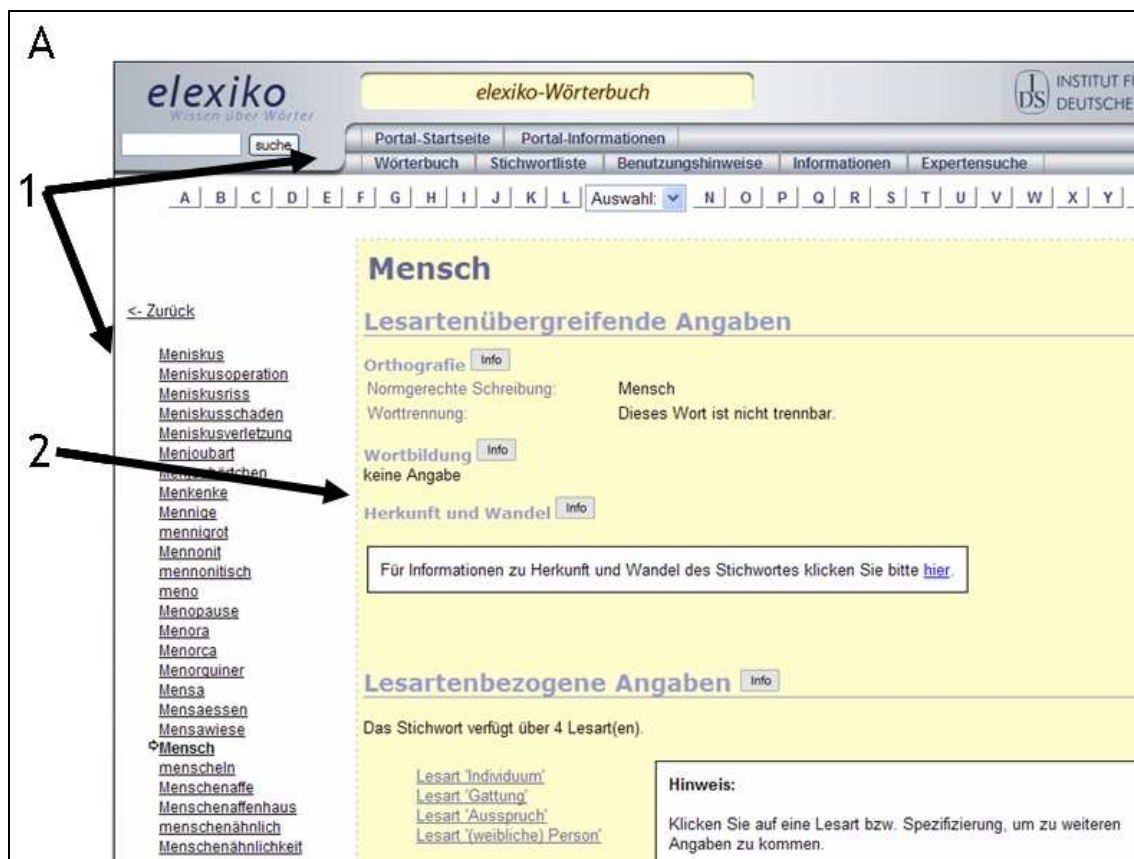 A
elexiko
Wissen über Wörter
elexiko-Wörterbuch
IDS
INSTITUT
DEUTSCHE
suche
Portal-Startseite Portal-Informationen
Wörterbuch Stichwortliste Benutzungshinweise Informationen Expertensuche
1
A B C D E F G H I J K L Auswahl: N O P Q R S T U V W X Y
Mensch
<- Zurück
Lesartenübergreifende Angaben
Meniskus
Meniskusoperation
Meniskusriss
Meniskusschaden
Meniskusverletzung
Menjoubart
Menkenke
Mennige
mennigrot
Mennonit
mennonitisch
meno
Menopause
Menora
Menorca
Menorquiner
Mensa
Mensaessen
Mensawiese
Mensch
menscheln
Menschenaffe
Menschenaffenhaus
menschenähnlich
Menschenähnlichkeit
2
Orthografie Info
Normgerechte Schreibung: Mensch
Worttrennung: Dieses Wort ist nicht trennbar.
Wortbildung Info
keine Angabe
Herkunft und Wandel Info
Für Informationen zu Herkunft und Wandel des Stichwortes klicken Sie bitte hier.
Lesartenbezogene Angaben Info
Das Stichwort verfügt über 4 Lesart(en).
Lesart 'Individuum'
Lesart 'Gattung'
Lesart 'Ausspruch'
Lesart '(weibliche) Person'
Hinweis:
Klicken Sie auf eine Lesart bzw. Spezifizierung, um zu weiteren
Angaben zu kommen.